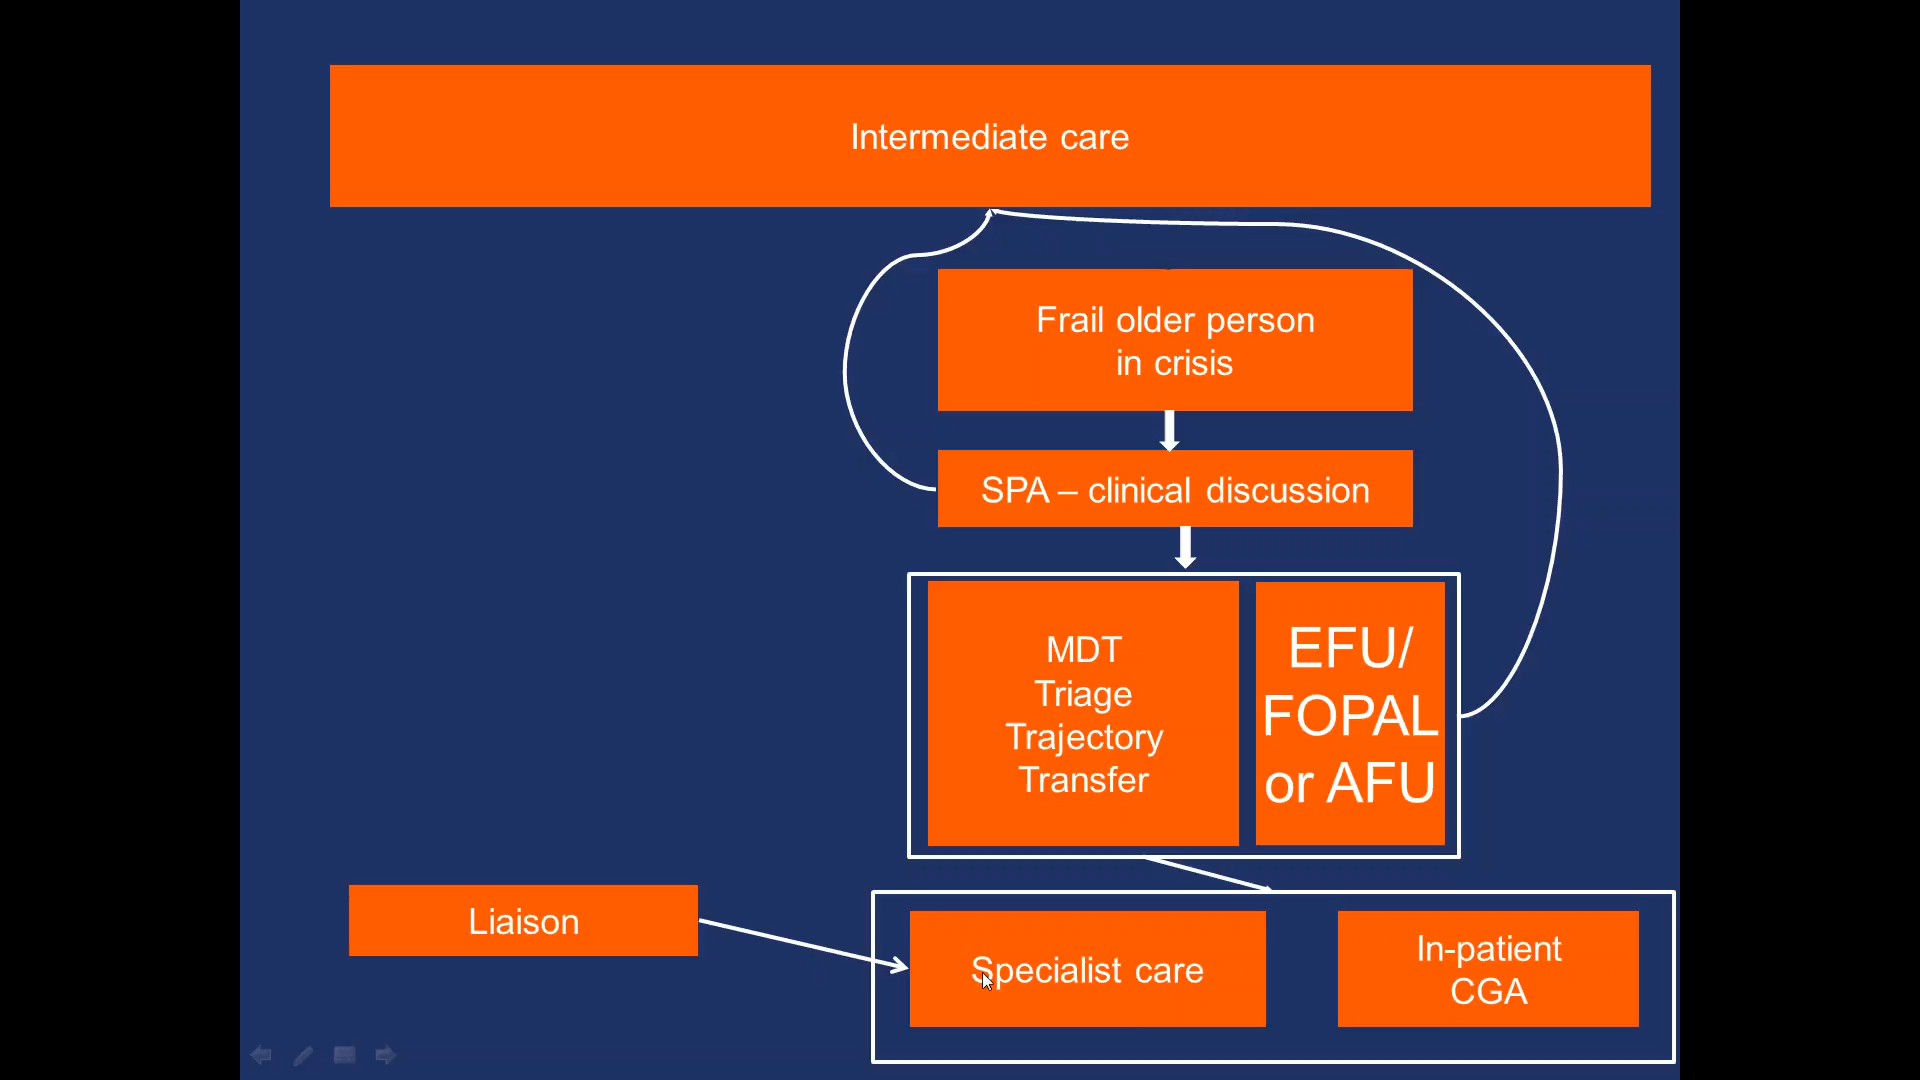 Intermediate care
Frail older person
in crisis
SPA – clinical discussion
MDT
Triage
Trajectory
Transfer
EFU/
FOPAL
or AFU
Liaison
Specialist care
In-patient
CGA